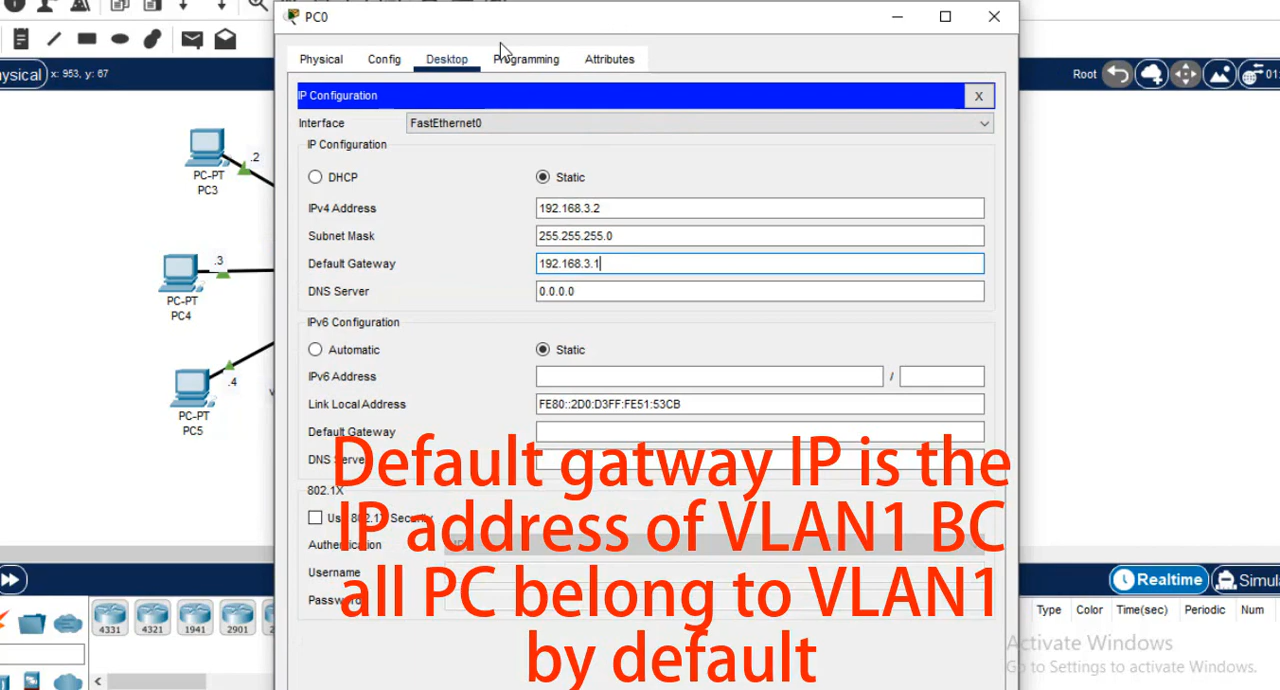 PC0
Physical Config Desktop Programming Attributes
ysical x: 953, y: 67
Root
IP Configuration X
Interface FastEthernet0
IP Configuration
DHCP Static
IPv4 Address 192.168.3.2
Subnet Mask 255.255.255.0
Default Gateway 192.168.3.1
DNS Server 0.0.0.0
IPv6 Configuration
Automatic Static
IPv6 Address /
Link Local Address FE80::2D0:D3FF:FE51:53CB
Default Gateway
DNS Server
802.1X
Authentication
Username
.2
PC-PT
PC3
.3
PC-PT
PC4
.4
PC-PT
PC5
Default gatway IP is the
IP address of VLAN1 BC
all PC belong to VLAN1
by default
Realtime Simula
4331 4321 1941 2901
Type Color Time(sec) Periodic Num
Activate Windows
Go to Settings to activate Windows.